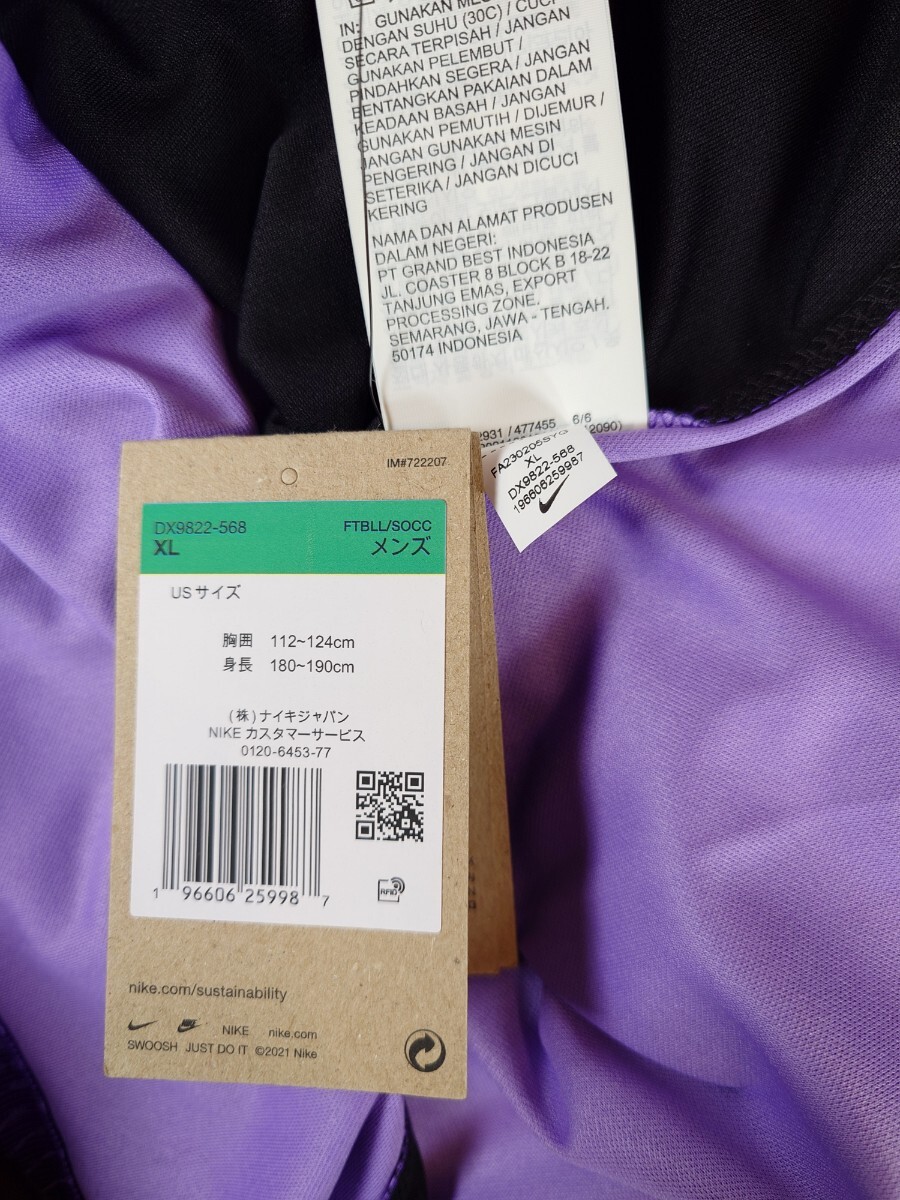 IN: GUNAKAN
DENGAN SUHU (30C) / CUCI
SECARA TERPISAH / JANGAN
GUNAKAN PELEMBUT /
PINDAHKAN SEGERA / JANGAN
BENTANGKAN PAKAIAN DALAM
KEADAAN BASAH / JANGAN
GUNAKAN PEMUTIH / DIJEMUR /
JANGAN GUNAKAN MESIN
PENGERING / JANGAN DI
SETERIKA / JANGAN DICUCI
KERING
NAMA DAN ALAMAT PRODUSEN
DALAM NEGERI:
PT GRAND BEST INDONESIA
JL. COASTER 8 BLOCK B 18-22
TANJUNG EMAS, EXPORT
PROCESSING ZONE.
SEMARANG, JAWA - TENGAH.
50174 INDONESIA
2931 / 477455 6/6
2090)
XL
DX9822-568
196606259987
IM#722207
DX9822-568 FTBLL/SOCC
XL メンズ
US サイズ
胸囲 112~124cm
身長 180~190cm
(株)ナイキジャパン
NIKE カスタマーサービス
0120-6453-77
1 96606 25998 7
RFID
nike.com/sustainability
NIKE nike.com
SWOOSH JUST DO IT ©2021 Nike